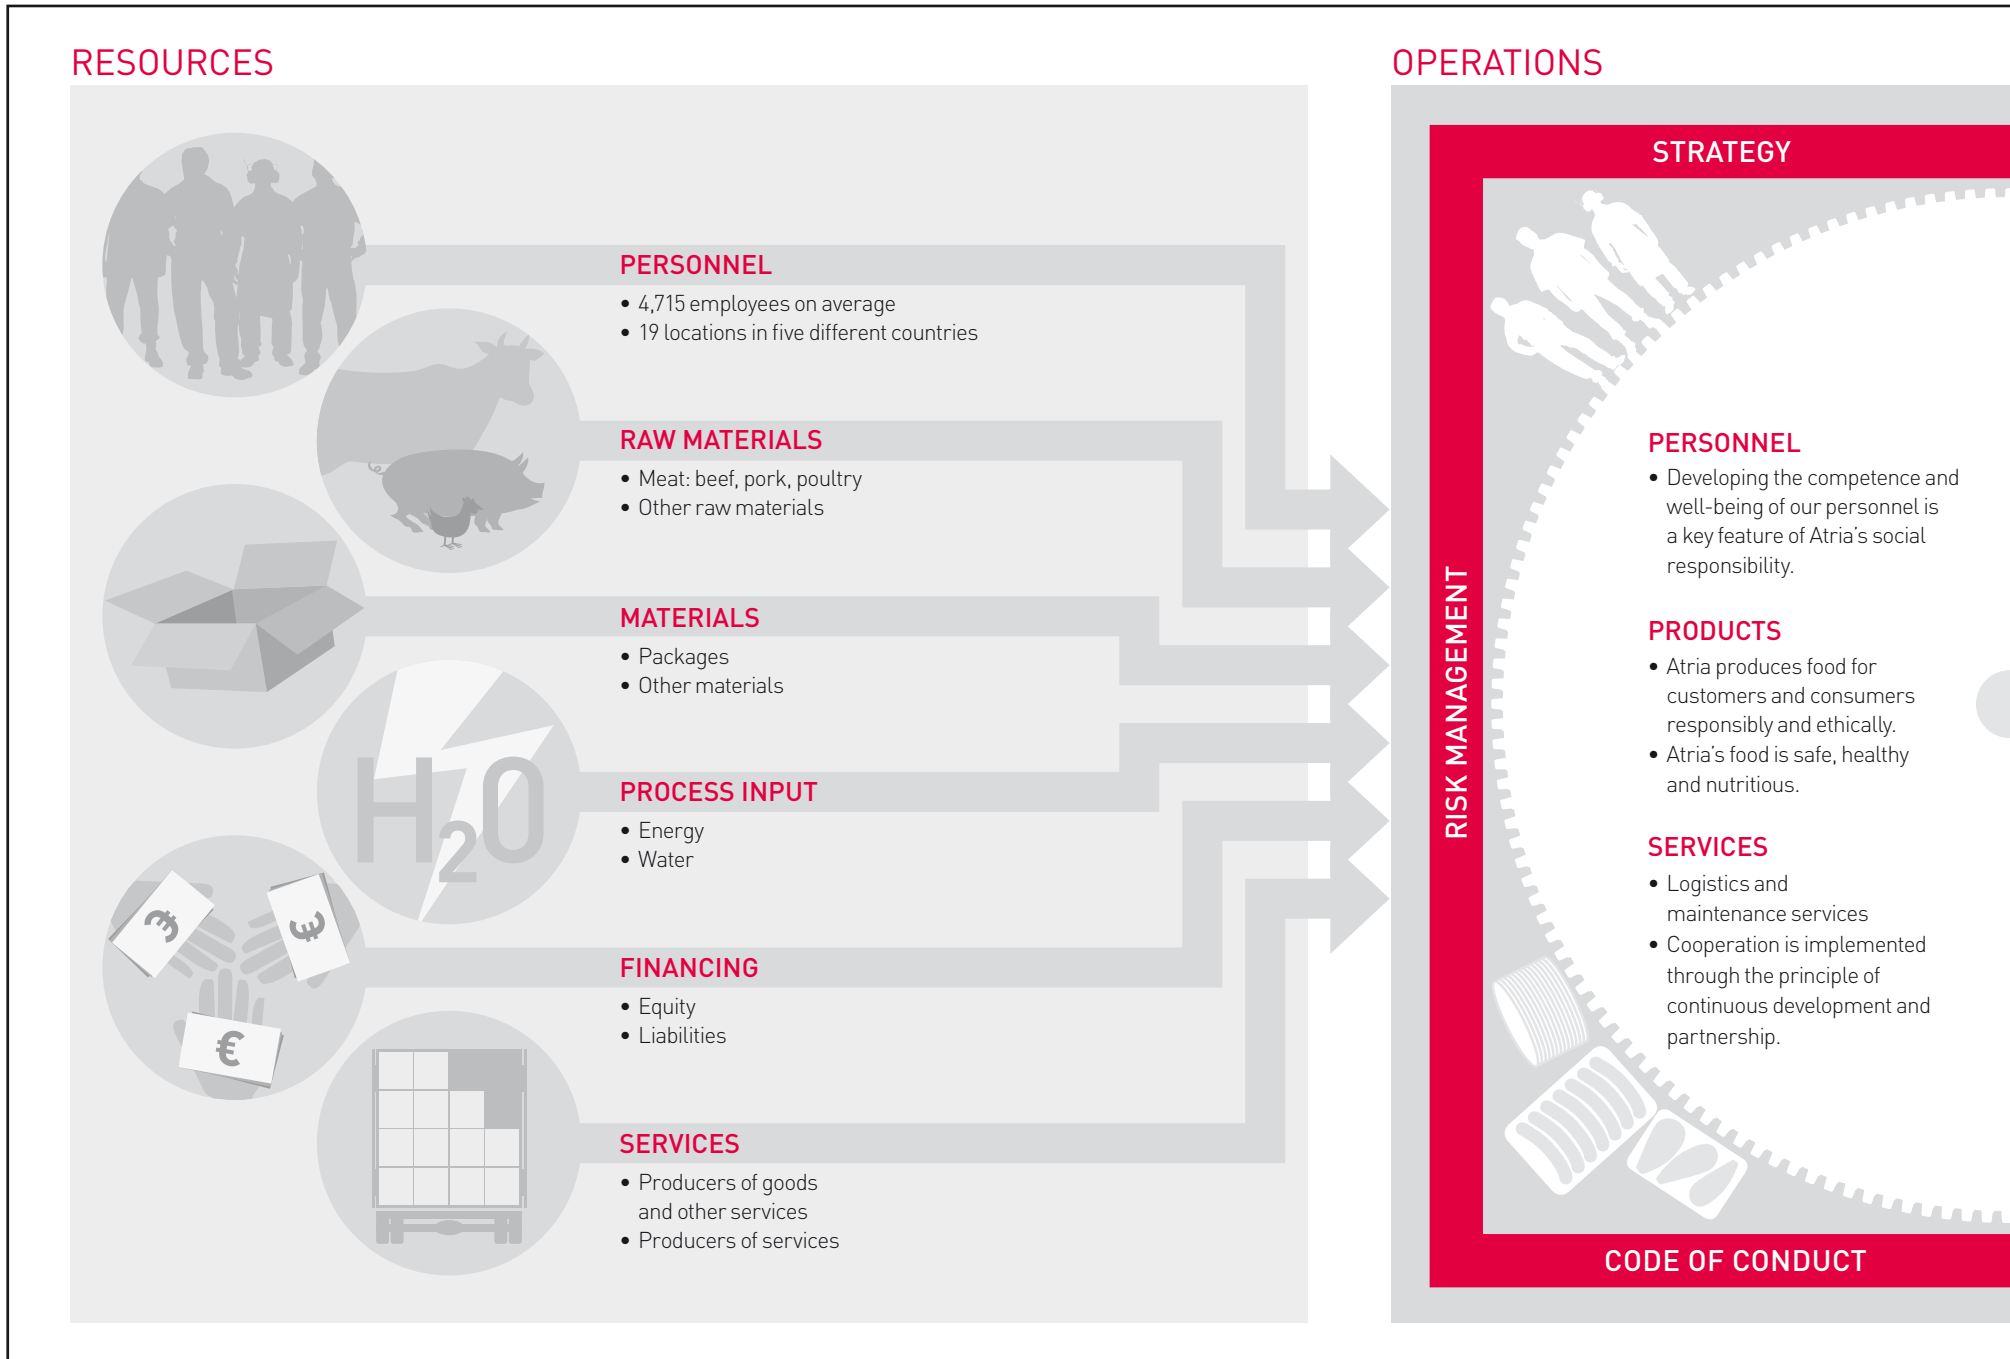 RESOURCES
PERSONNEL
• 4,715 employees on average
• 19 locations in five different countries
RAW MATERIALS
• Meat: beef, pork, poultry
• Other raw materials
MATERIALS
• Packages
• Other materials
H2O
PROCESS INPUT
• Energy
• Water
€
€
€
FINANCING
• Equity
• Liabilities
SERVICES
• Producers of goods
and other services
• Producers of services
OPERATIONS
STRATEGY
RISK MANAGEMENT
PERSONNEL
• Developing the competence and
well-being of our personnel is
a key feature of Atria’s social
responsibility.
PRODUCTS
• Atria produces food for
customers and consumers
responsibly and ethically.
• Atria’s food is safe, healthy
and nutritious.
SERVICES
• Logistics and
maintenance services
• Cooperation is implemented
through the principle of
continuous development and
partnership.
CODE OF CONDUCT